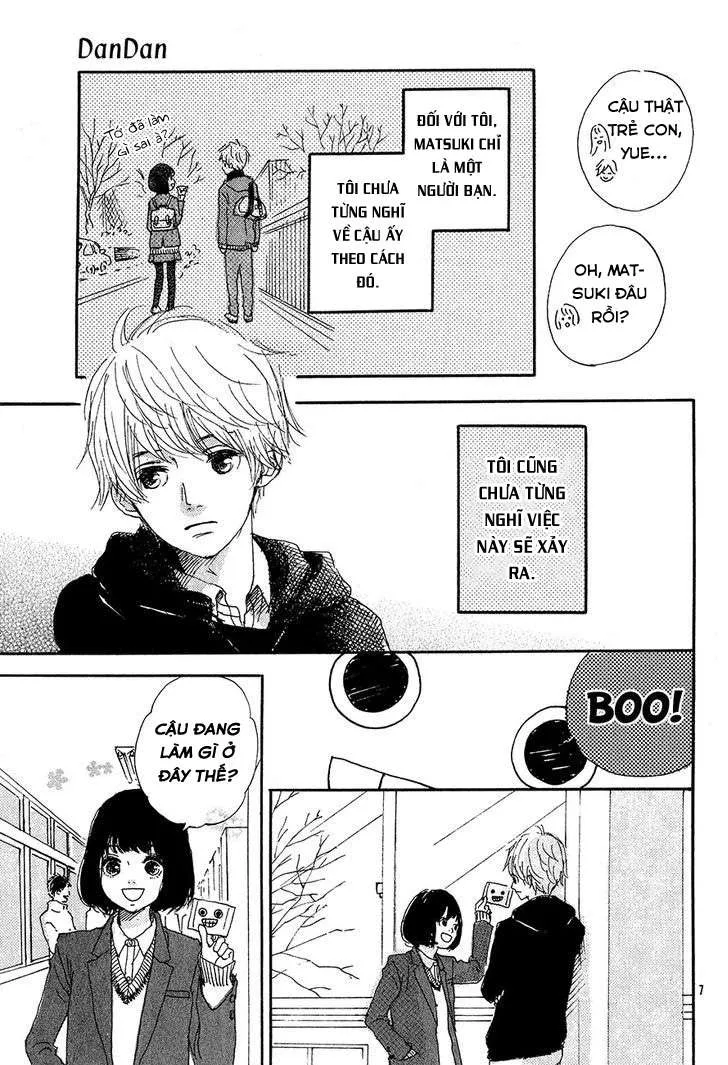 DanDan
CẬU THẬT
TRẺ CON,
YUE...
OH, MAT-
SUKI ĐÂU
RỒI?
ĐỐI VỚI TÔI,
MATSUKI CHỈ
LÀ MỘT
NGƯỜI BẠN.
TÔI CHƯA
TỪNG NGHĨ
VỀ CẬU ẤY
THEO CÁCH
ĐÓ.
Tớ đã làm
gì sai à?
TÔI CŨNG
CHƯA TỪNG
NGHĨ VIỆC
NÀY SẼ XẢY
RA.
BOO!
CẬU ĐANG
LÀM GÌ Ở
ĐÂY THẾ?
7